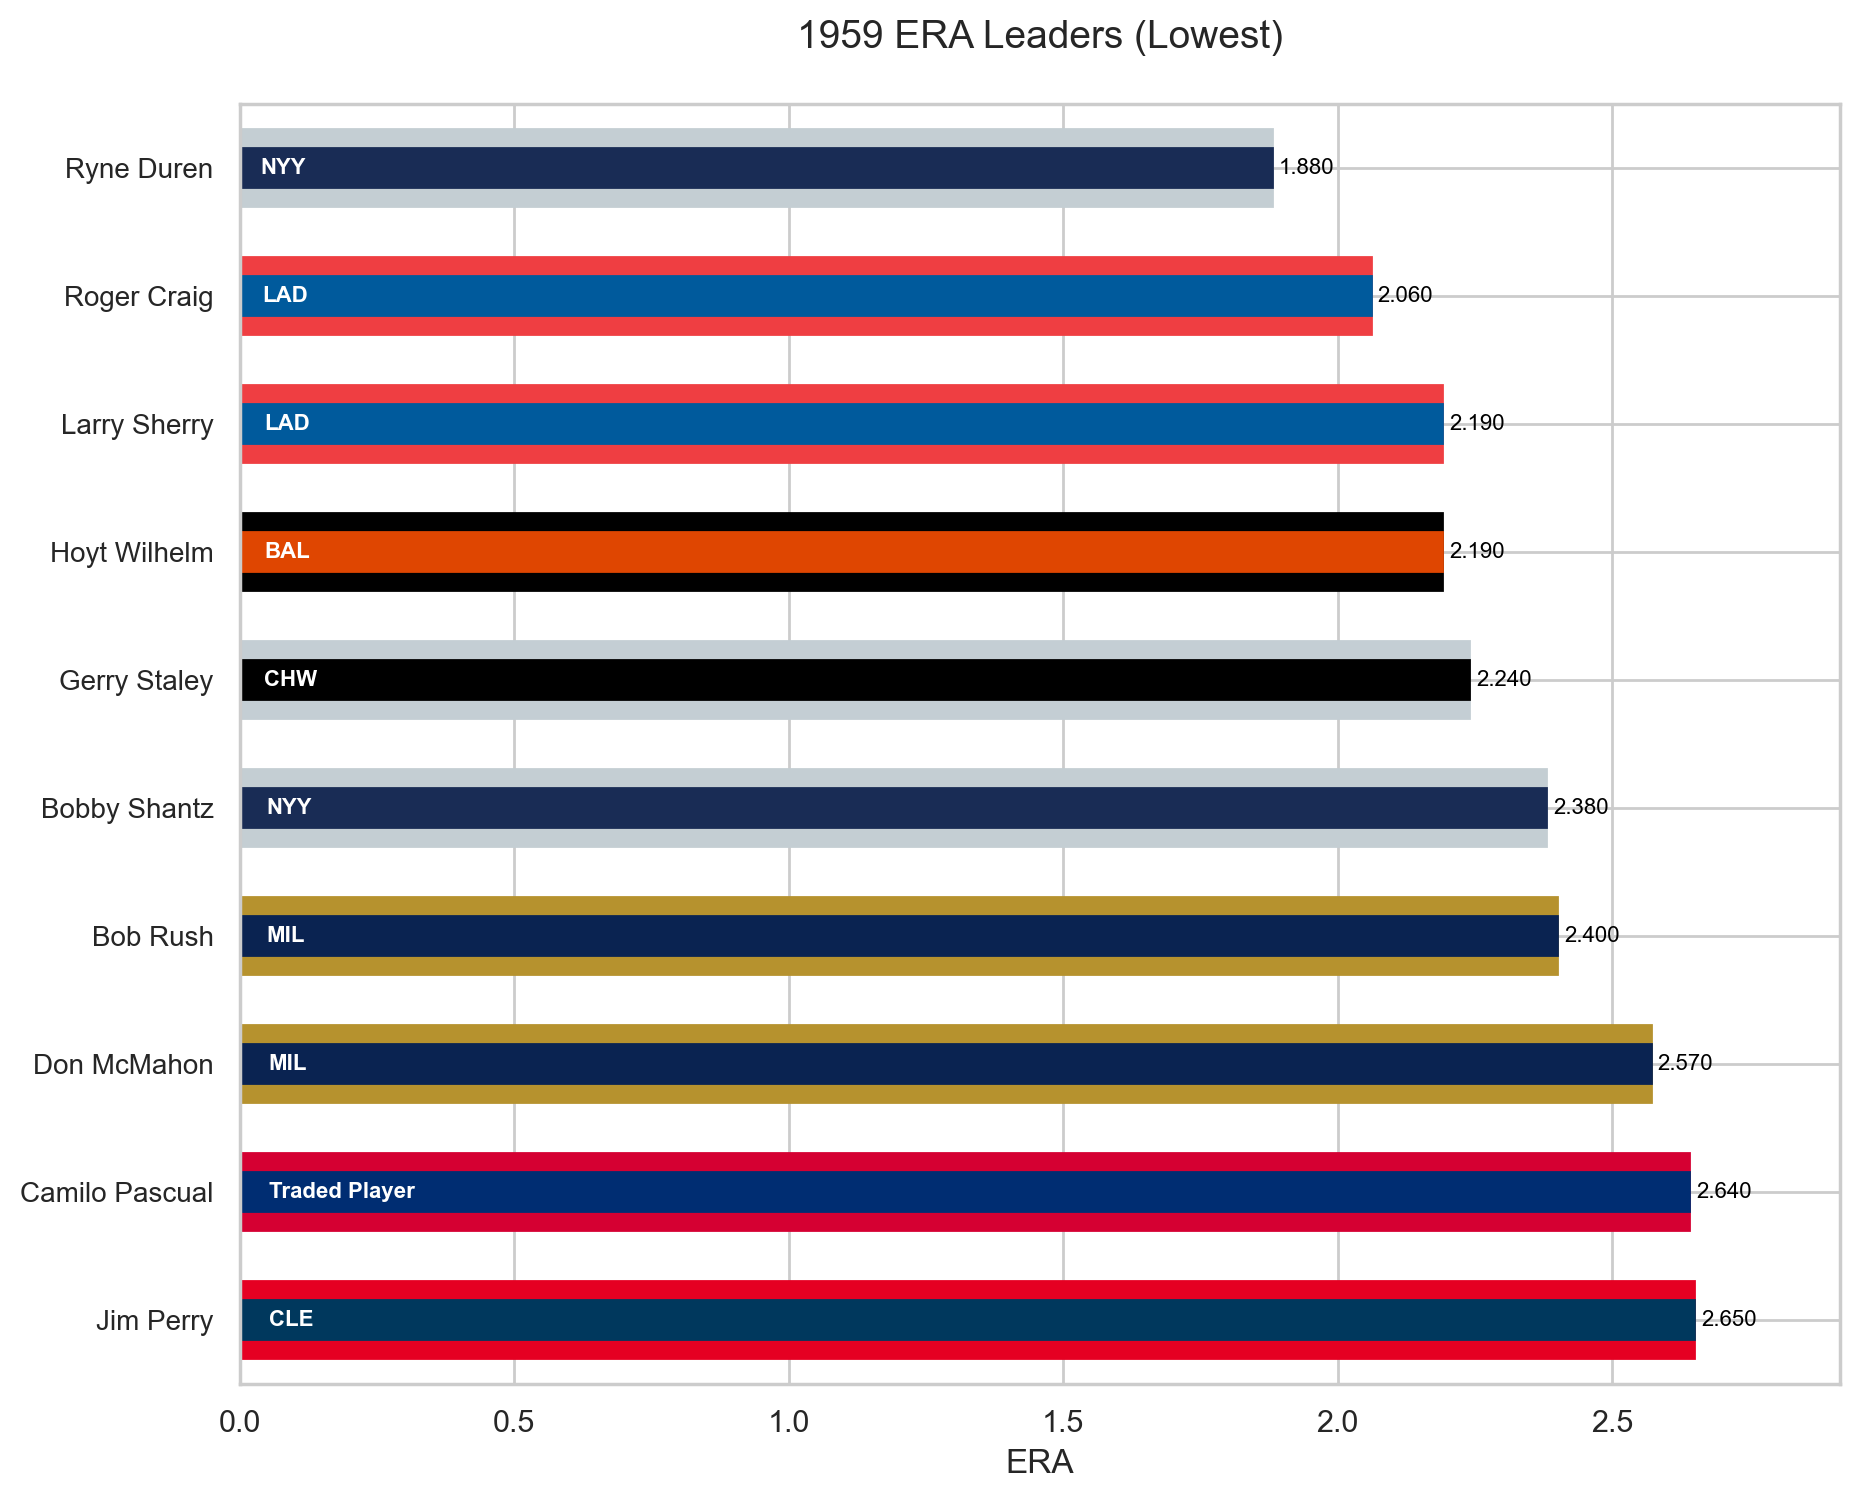 1959 ERA Leaders (Lowest)
Ryne Duren NYY 1.880
Roger Craig LAD 2.060
Larry Sherry LAD 2.190
Hoyt Wilhelm BAL 2.190
Gerry Staley CHW 2.240
Bobby Shantz NYY 2.380
Bob Rush MIL 2.400
Don McMahon MIL 2.570
Camilo Pascual Traded Player 2.640
Jim Perry CLE 2.650
0.0 0.5 1.0 1.5 2.0 2.5
ERA